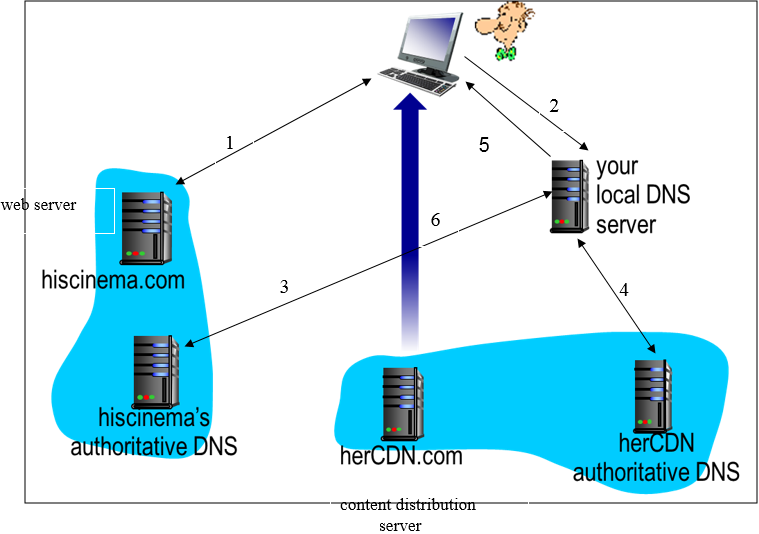 2
1
5
your
local DNS
server
web server
6
hiscinema.com
3
4
hiscinema's
authoritative DNS
herCDN.com
herCDN
authoritative DNS
content distribution
server